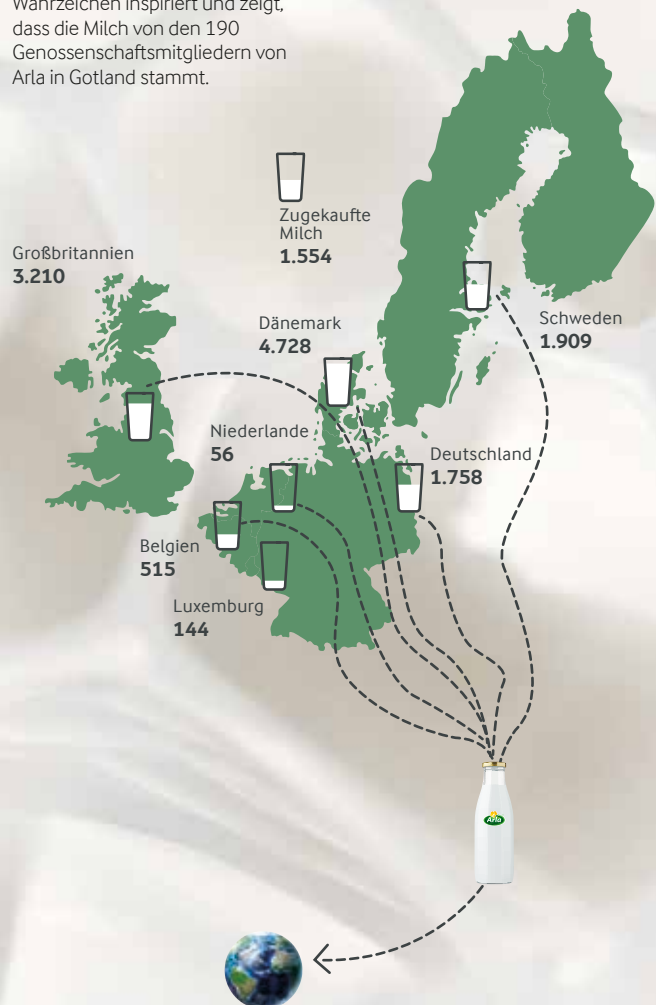 Wahrzeichen inspiriert und zeigt,
dass die Milch von den 190
Genossenschaftsmitgliedern von
Arla in Gotland stammt.
Zugekaufte
Milch
1.554
Großbritannien
3.210
Dänemark
4.728
Schweden
1.909
Niederlande
56
Deutschland
1.758
Belgien
515
Luxemburg
144
Arla